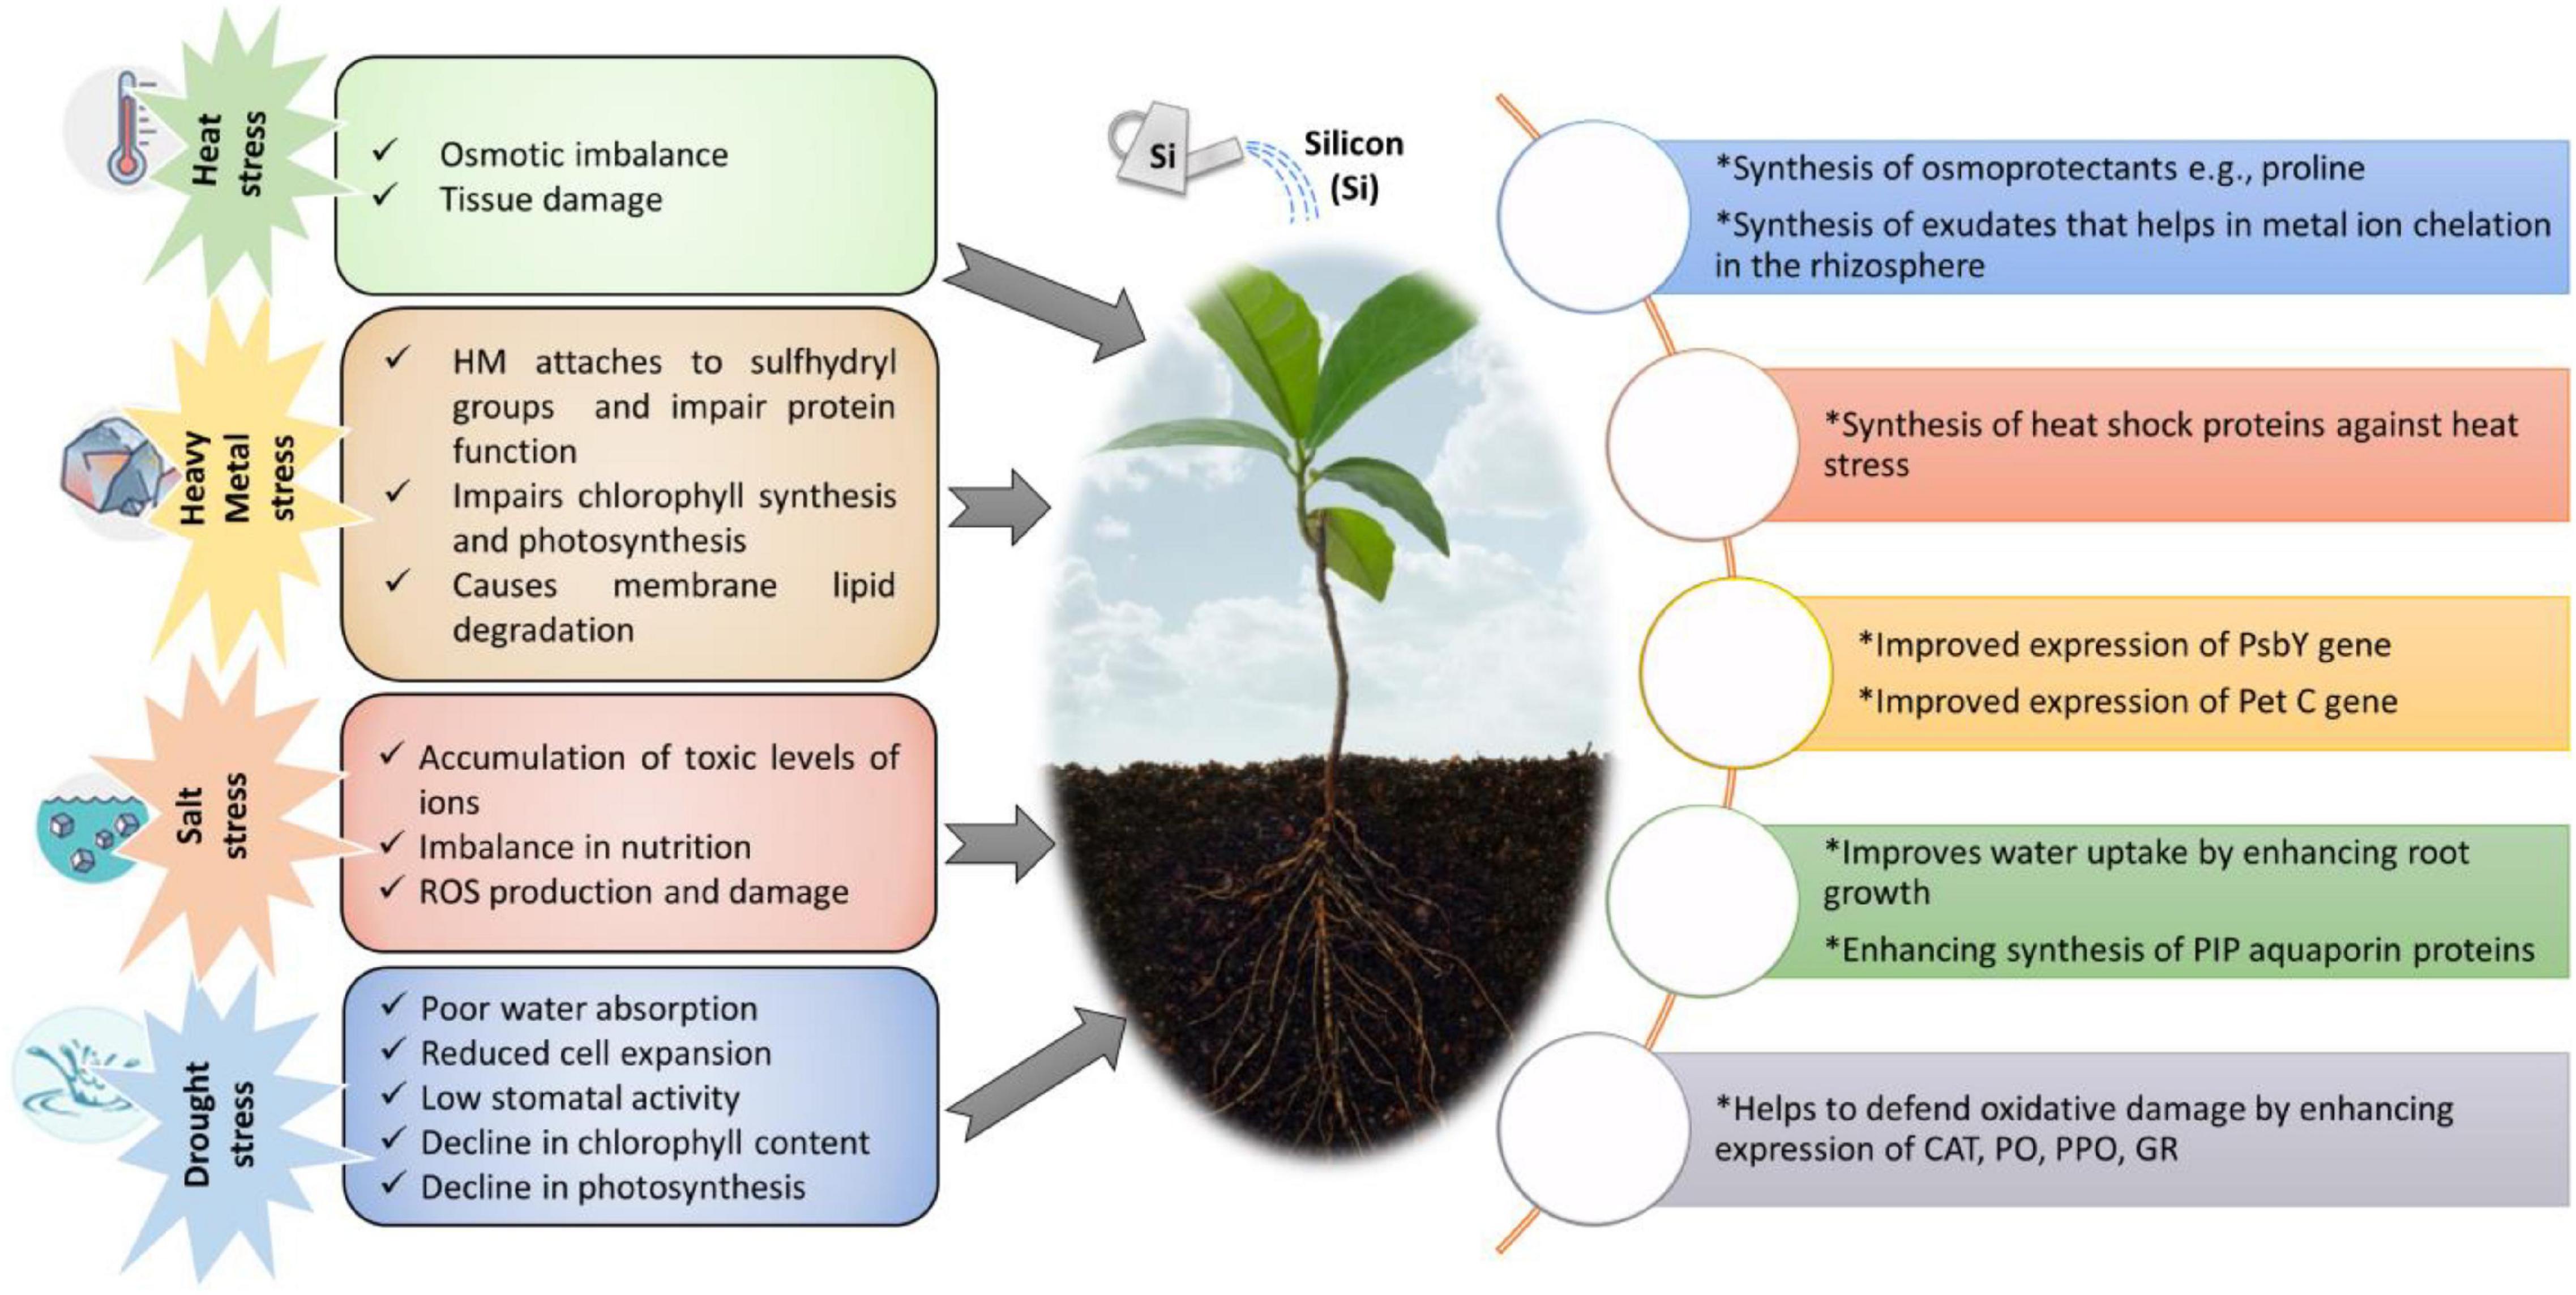 Heat
stress
Osmotic imbalance
Tissue damage
Heavy
Metal
stress
HM attaches to sulfhydryl
groups and impair protein
function
Impairs chlorophyll synthesis
and photosynthesis
Causes membrane lipid
degradation
Salt
stress
Accumulation of toxic levels of
ions
Imbalance in nutrition
ROS production and damage
Drought
stress
Poor water absorption
Reduced cell expansion
Low stomatal activity
Decline in chlorophyll content
Decline in photosynthesis
Si
Silicon
(Si)
*Synthesis of osmoprotectants e.g., proline
*Synthesis of exudates that helps in metal ion chelation
in the rhizosphere
*Synthesis of heat shock proteins against heat
stress
*Improved expression of PsbY gene
*Improved expression of Pet C gene
*Improves water uptake by enhancing root
growth
*Enhancing synthesis of PIP aquaporin proteins
*Helps to defend oxidative damage by enhancing
expression of CAT, PO, PPO, GR